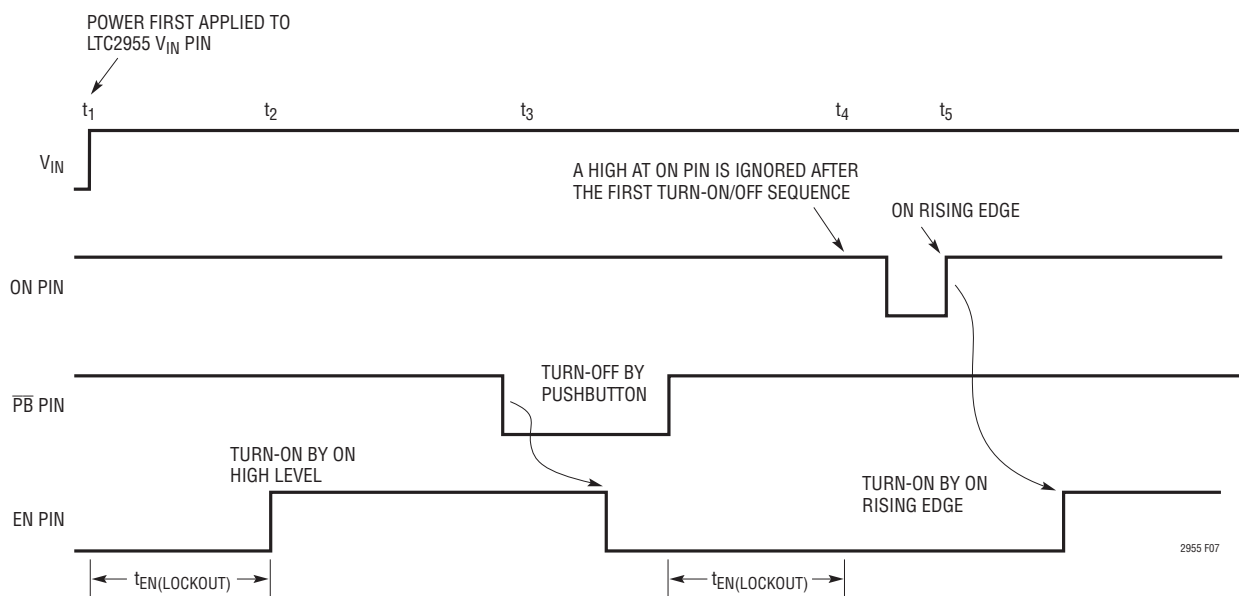 POWER FIRST APPLIED TO
LTC2955 VIN PIN
t1
t2
t3
t4
t5
VIN
A HIGH AT ON PIN IS IGNORED AFTER
THE FIRST TURN-ON/OFF SEQUENCE
ON RISING EDGE
ON PIN
TURN-OFF BY
PUSHBUTTON
P̅B̅ PIN
TURN-ON BY ON
HIGH LEVEL
TURN-ON BY ON
RISING EDGE
EN PIN
2955 F07
tEN(LOCKOUT)
tEN(LOCKOUT)